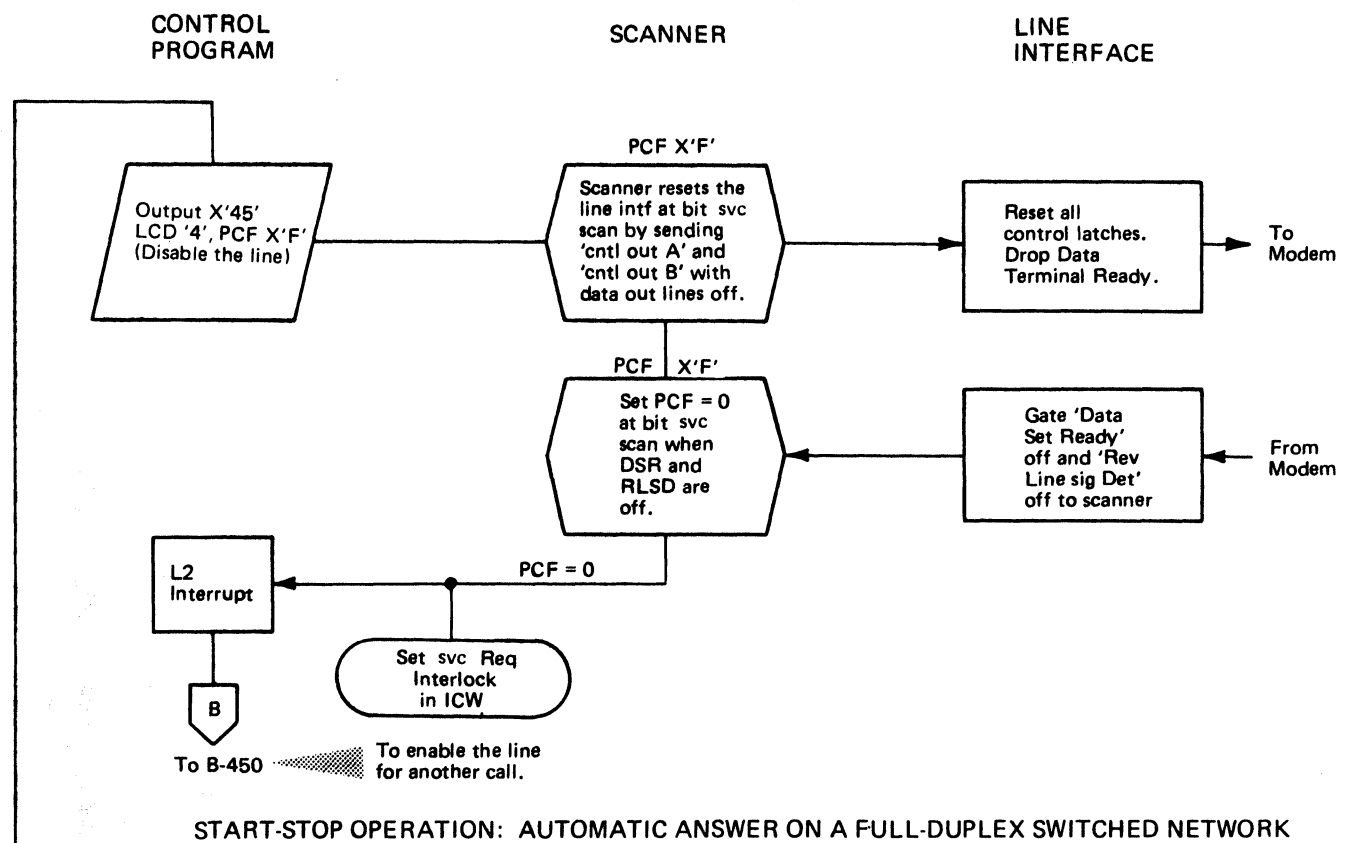 CONTROL
PROGRAM
SCANNER
LINE
INTERFACE
Output X'45'
LCD '4', PCF X'F'
(Disable the line)
PCF X'F'
Scanner resets the
line intf at bit svc
scan by sending
'cntl out A' and
'cntl out B' with
data out lines off.
Reset all
control latches.
Drop Data
Terminal Ready.
To
Modem
PCF X'F'
Set PCF = 0
at bit svc
scan when
DSR and
RLSD are
off.
Gate 'Data
Set Ready'
off and 'Rev
Line sig Det'
off to scanner
From
Modem
L2
Interrupt
PCF = 0
Set svc Req
Interlock
in ICW
B
To B-450
To enable the line
for another call.
START-STOP OPERATION: AUTOMATIC ANSWER ON A FULL-DUPLEX SWITCHED NETWORK